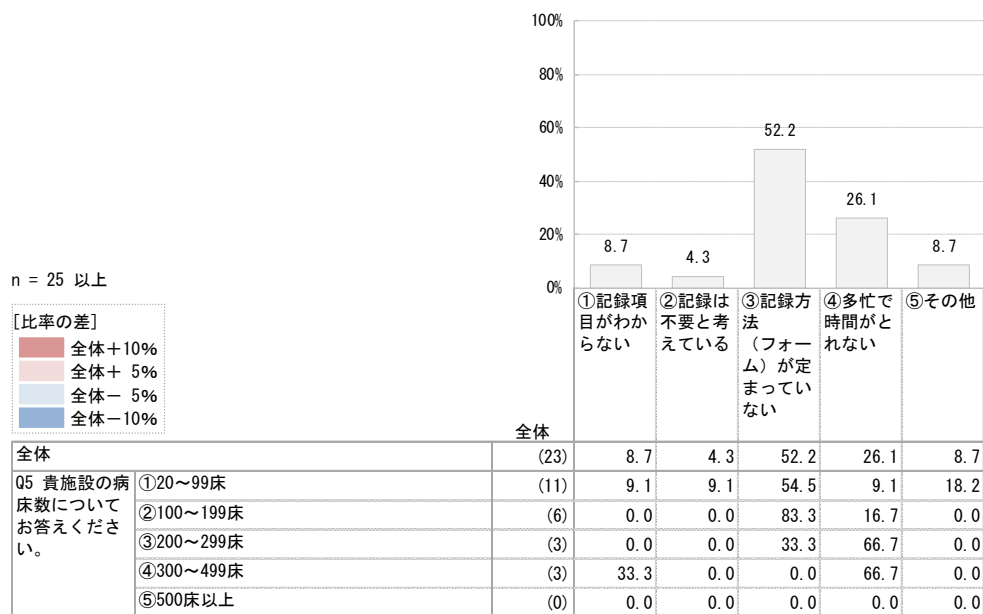 100%
80%
60%
40%
20%
0%
8.7
4.3
52.2
26.1
8.7
n = 25 以上
[比率の差]
全体＋10%
全体＋ 5%
全体－ 5%
全体－10%
全体
①記録項
目がわか
らない
②記録は
不要と考
えている
③記録方
法
（フォー
ム）が定
まってい
ない
④多忙で
時間がと
れない
⑤その他
全体 (23) 8.7 4.3 52.2 26.1 8.7
Q5 貴施設の病
床数について
お答えくださ
い。
①20～99床 (11) 9.1 9.1 54.5 9.1 18.2
②100～199床 (6) 0.0 0.0 83.3 16.7 0.0
③200～299床 (3) 0.0 0.0 33.3 66.7 0.0
④300～499床 (3) 33.3 0.0 0.0 66.7 0.0
⑤500床以上 (0) 0.0 0.0 0.0 0.0 0.0